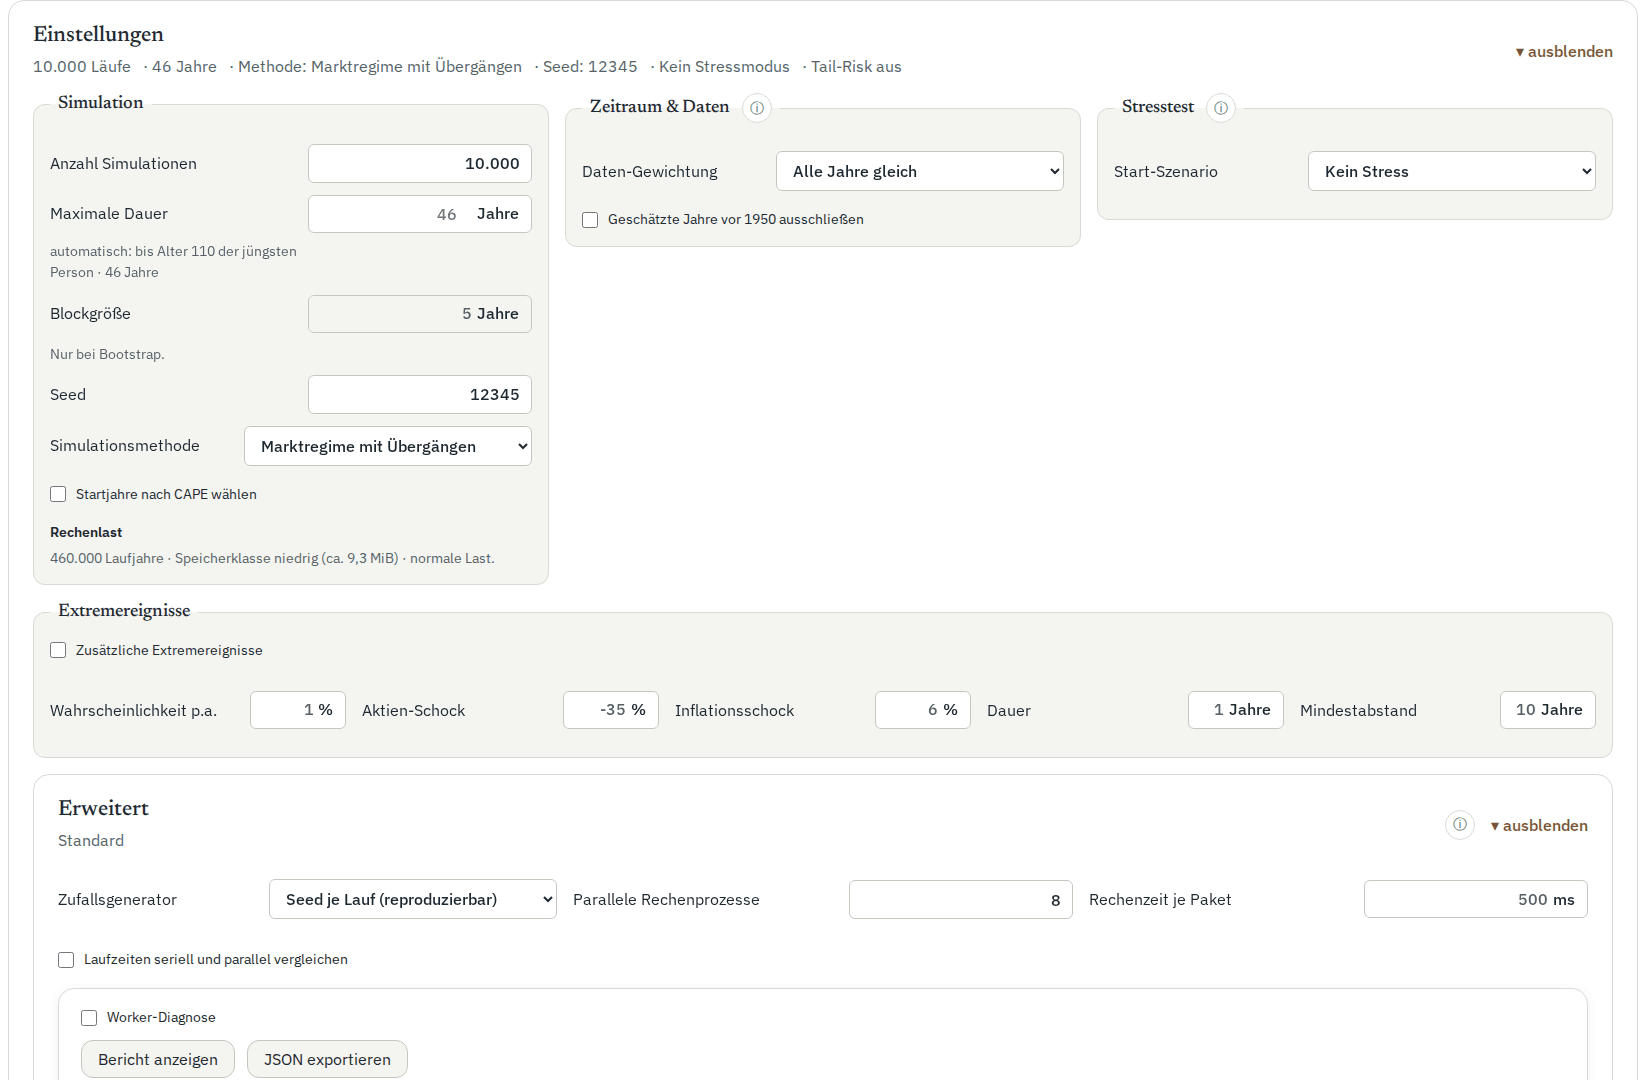 Einstellungen
10.000 Läufe · 46 Jahre · Methode: Marktregime mit Übergängen · Seed: 12345 · Kein Stressmodus · Tail-Risk aus
▾ ausblenden
Simulation
Anzahl Simulationen 10.000
Maximale Dauer 46 Jahre
automatisch: bis Alter 110 der jüngsten
Person · 46 Jahre
Blockgröße 5 Jahre
Nur bei Bootstrap.
Seed 12345
Simulationsmethode Marktregime mit Übergängen
Startjahre nach CAPE wählen
Rechenlast
460.000 Laufjahre · Speicherklasse niedrig (ca. 9,3 MiB) · normale Last.
Zeitraum & Daten ⓘ
Daten-Gewichtung Alle Jahre gleich
Geschätzte Jahre vor 1950 ausschließen
Stresstest ⓘ
Start-Szenario Kein Stress
Extremereignisse
Zusätzliche Extremereignisse
Wahrscheinlichkeit p.a. 1 % Aktien-Schock -35 % Inflationsschock 6 % Dauer 1 Jahre Mindestabstand 10 Jahre
Erweitert
Standard
ⓘ ▾ ausblenden
Zufallsgenerator Seed je Lauf (reproduzierbar) Parallele Rechenprozesse 8 Rechenzeit je Paket 500 ms
Laufzeiten seriell und parallel vergleichen
Worker-Diagnose
Bericht anzeigen JSON exportieren